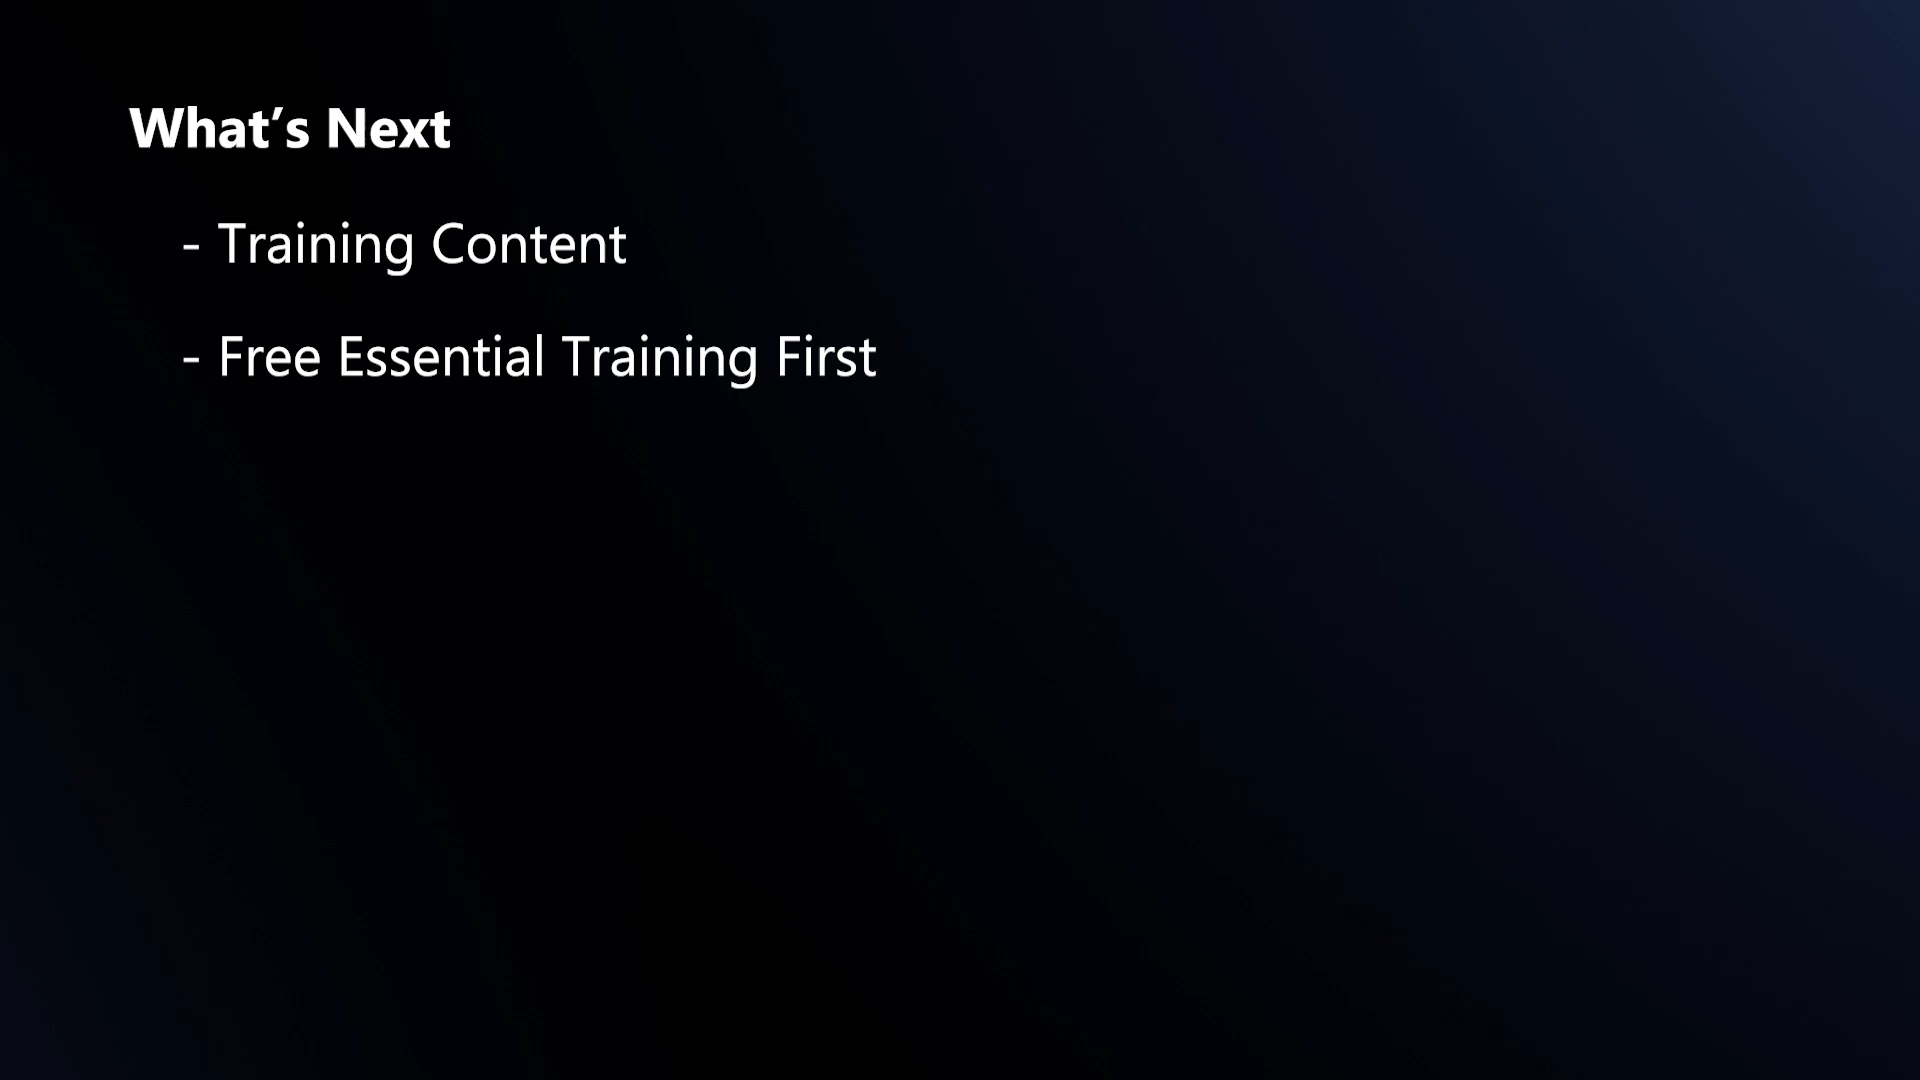 What’s Next
- Training Content
- Free Essential Training First